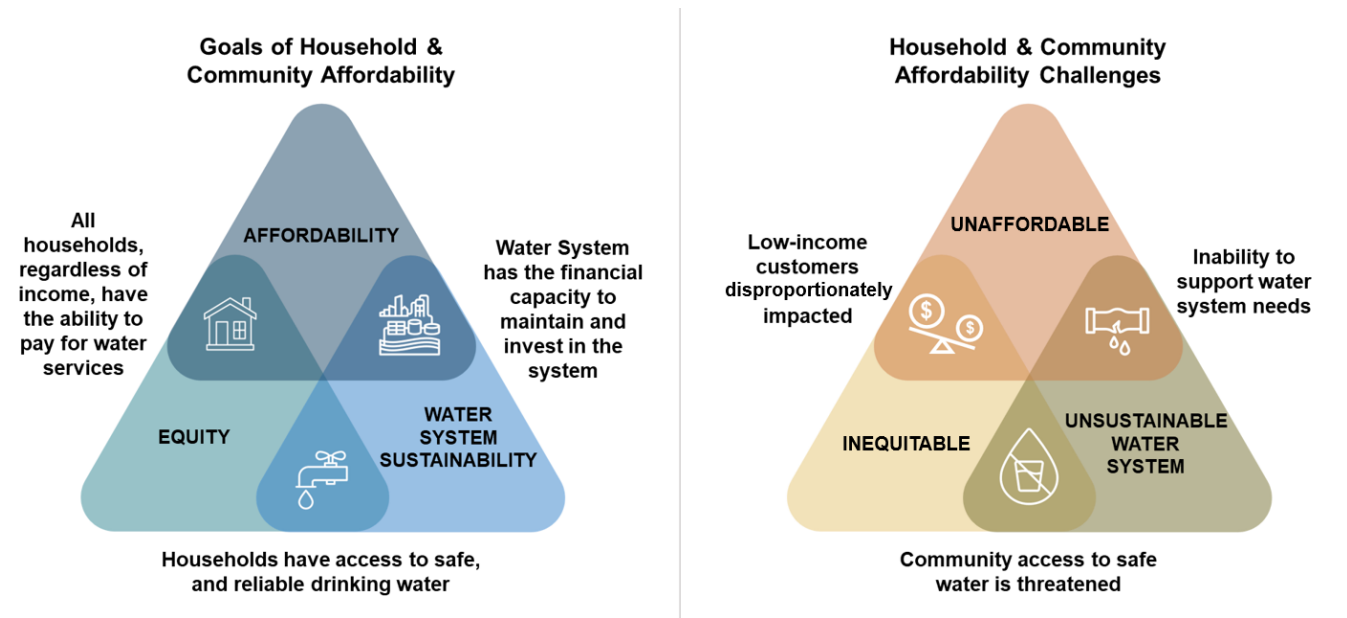 Goals of Household &
Community Affordability
All
households,
regardless of
income, have
the ability to
pay for water
services
AFFORDABILITY
Water System
has the financial
capacity to
maintain and
invest in the
system
EQUITY
WATER
SYSTEM
SUSTAINABILITY
Households have access to safe,
and reliable drinking water
Household & Community
Affordability Challenges
Low-income
customers
disproportionately
impacted
UNAFFORDABLE
$
$
Inability to
support water
system needs
INEQUITABLE
UNSUSTAINABLE
WATER
SYSTEM
Community access to safe
water is threatened